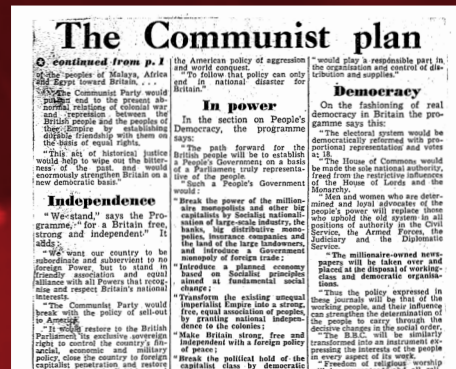 The Communist plan
continued from p. 1
of the peoples of Malaya, Africa
and Egypt toward Britain. . . .
"The Communist Party would
put an end to the present ab-
normal relations of colonial war
and repression between the
British people and the peoples of
the Empire by establishing
durable friendship with them on
the basis of equal rights.
"This act of historical justice
would help to wipe out the bitter-
ness of the past, and would
enormously strengthen Britain on a
new democratic basis."
Independence
"We stand," says the Pro-
gramme, "for a Britain free,
strong and independent." It
adds:
"We want our country to be
subordinate and subservient to no
foreign Power, but to stand in
friendly association and equal
alliance with all Powers that recog-
nise and respect Britain's national
interests.
"The Communist Party would
break with the policy of sell-out
to America.
"It would restore to the British
Parliament its exclusive sovereign
right to control the country's fin-
ancial, economic and military
policy, close the country to foreign
capitalist penetration and restore
the American policy of aggression
and world conquest.
"To follow that policy can only
end in national disaster for
Britain."
In power
In the section on People's
Democracy, the programme
says:
"The path forward for the
British people will be to establish
a People's Government on a basis
of a Parliament truly representa-
tive of the people.
"Such a People's Government
would:
"Break the power of the million-
aire monopolists and other big
capitalists by Socialist nationali-
sation of large-scale industry, the
banks, big distributive mono-
polies, insurance companies and
the land of the large landowners,
and introduce a Government
monopoly of foreign trade;
"Introduce a planned economy
based on Socialist principles
aimed at fundamental social
change;
"Transform the existing unequal
Imperialist Empire into a strong,
free, equal association of peoples,
by granting national indepen-
dence to the colonies;
"Make Britain strong, free and
independent with a foreign policy
of peace;
"Break the political hold of the
capitalist class by democratic
"would play a responsible part in
the organisation and control of dis-
tribution and supplies."
Democracy
On the fashioning of real
democracy in Britain the pro-
gamme says this:
"The electoral system would be
democratically reformed with pro-
portional representation and votes
at 18.
"The House of Commons would
be made the sole national authority,
freed from the restrictive influences
of the House of Lords and the
Monarchy.
"Men and women who are deter-
mined and loyal advocates of the
people's power will replace those
who uphold the old system in all
positions of authority in the Civil
Service, the Armed Forces, the
Judiciary and the Diplomatic
Service.
"The millionaire-owned news-
papers will be taken over and
placed at the disposal of working-
class and democratic organisa-
tions.
"Thus the policy expressed in
these journals will be that of the
working people, and their influence
can strengthen the determination of
the people to carry through the
decisive changes in the social order.
"The B.B.C. will be similarly
transformed into an instrument ex-
pressing the interests of the people
in every aspect of its work.
"Freedom of religious worship